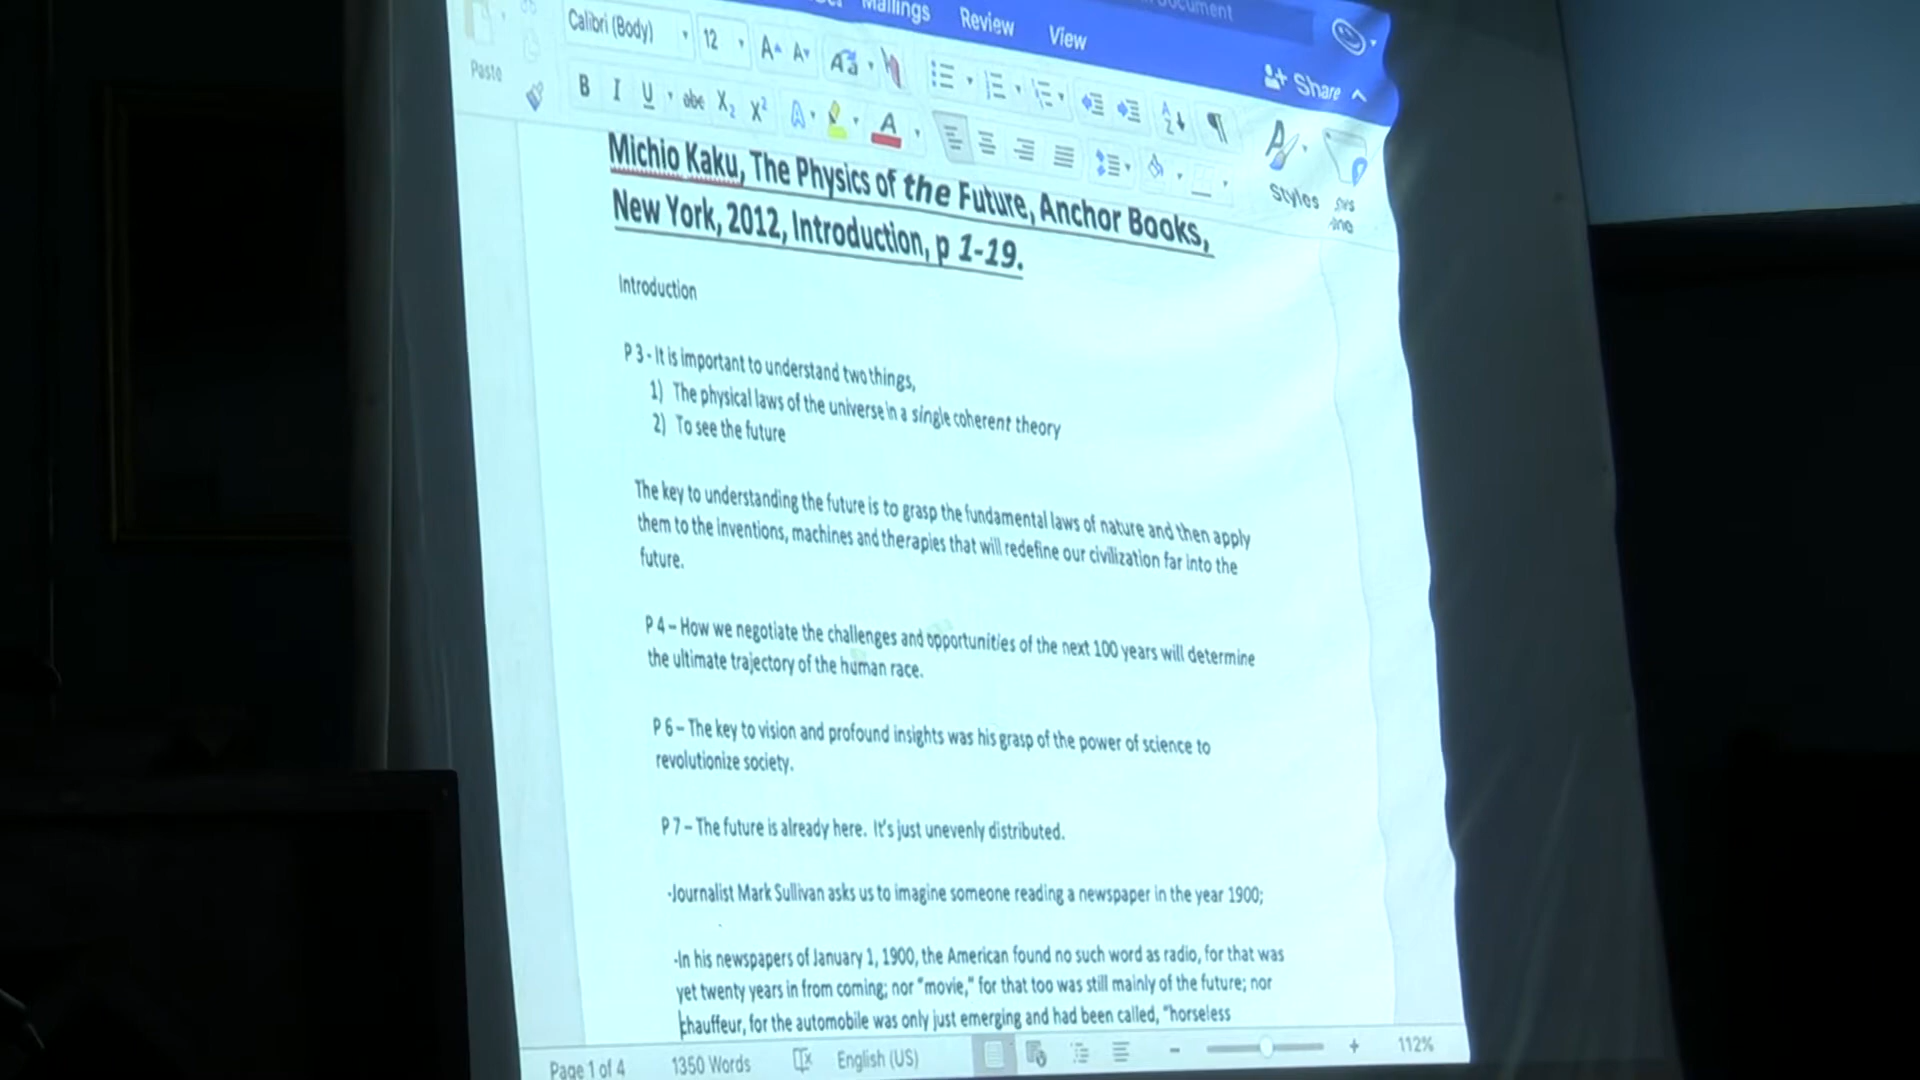 Mailings Review View
Share
Paste
Calibri (Body) 12
B I U abc X₂ X² A A
Styles
Michio Kaku, The Physics of the Future, Anchor Books,
New York, 2012, Introduction, p 1-19.
Introduction
P 3 - It is important to understand two things,
1) The physical laws of the universe in a single coherent theory
2) To see the future
The key to understanding the future is to grasp the fundamental laws of nature and then apply
them to the inventions, machines and therapies that will redefine our civilization far into the
future.
P 4 – How we negotiate the challenges and opportunities of the next 100 years will determine
the ultimate trajectory of the human race.
P 6 – The key to vision and profound insights was his grasp of the power of science to
revolutionize society.
P 7 – The future is already here. It's just unevenly distributed.
-Journalist Mark Sullivan asks us to imagine someone reading a newspaper in the year 1900;
-In his newspapers of January 1, 1900, the American found no such word as radio, for that was
yet twenty years in from coming; nor "movie," for that too was still mainly of the future; nor
chauffeur, for the automobile was only just emerging and had been called, "horseless
Page 1 of 4 1350 Words English (US) 112%